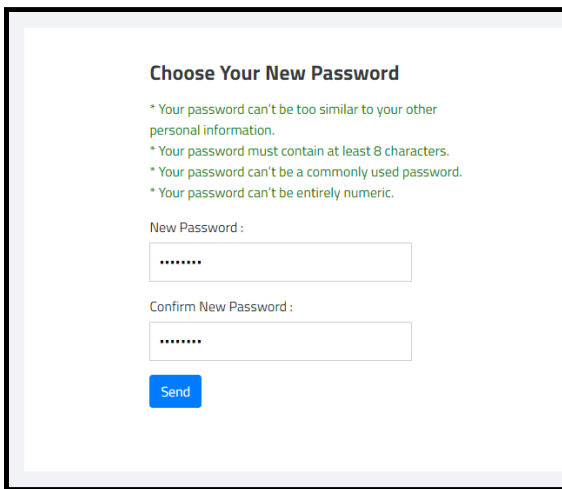 Choose Your New Password
* Your password can't be too similar to your other
personal information.
* Your password must contain at least 8 characters.
* Your password can't be a commonly used password.
* Your password can't be entirely numeric.
New Password :
••••••••
Confirm New Password :
••••••••
Send